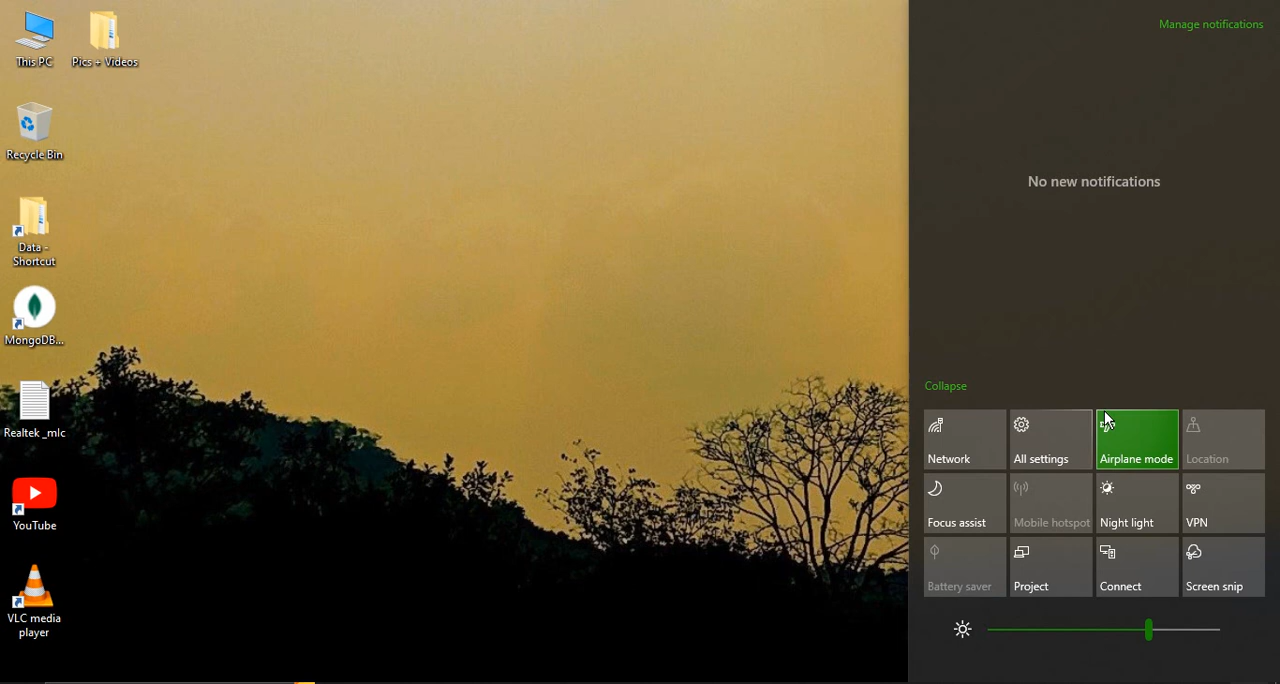 This PC
Pics + Videos
Recycle Bin
Data -
Shortcut
MongoDB...
Realtek _mlc
YouTube
VLC media
player
Manage notifications
No new notifications
Collapse
Network
All settings
Airplane mode
Location
Focus assist
Mobile hotspot
Night light
VPN
Battery saver
Project
Connect
Screen snip